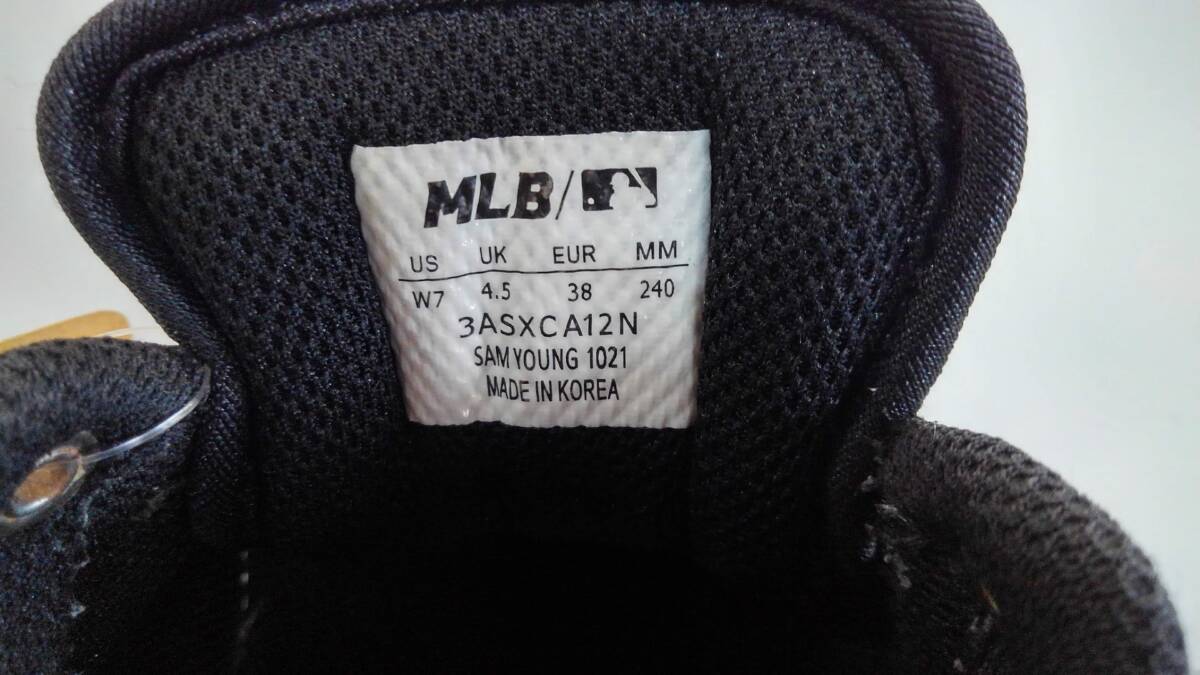 MLB/
US UK EUR MM
W7 4.5 38 240
3ASXCA12N
SAM YOUNG 1021
MADE IN KOREA